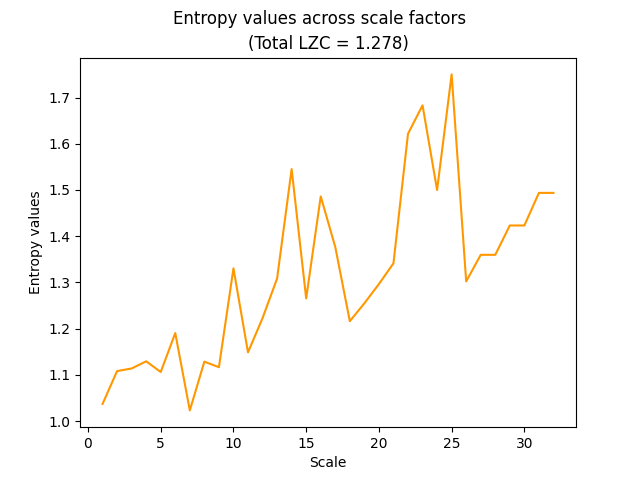 Entropy values across scale factors
(Total LZC = 1.278)
1.7
1.6
1.5
1.4
1.3
1.2
1.1
1.0
Entropy values
0 5 10 15 20 25 30
Scale